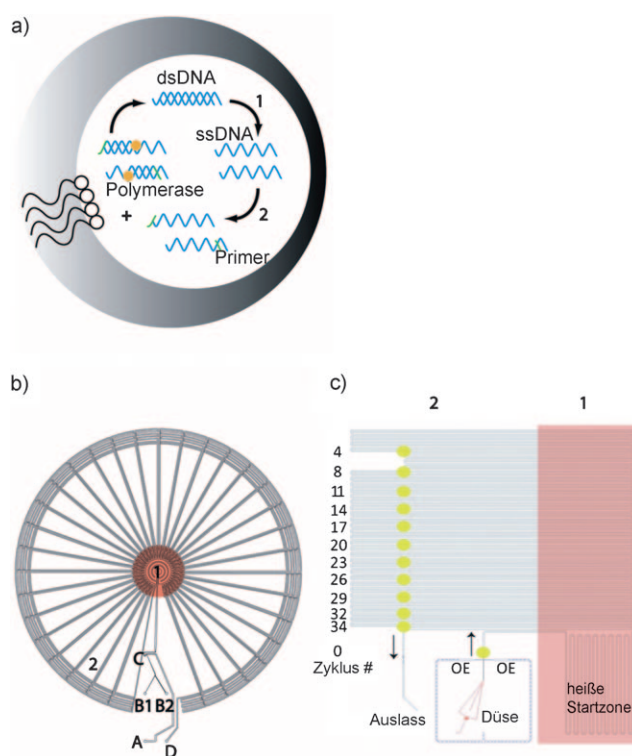 a)
dsDNA
1
ssDNA
Polymerase
+
2
Primer
b)
1
2
C
B1 B2
A
D
c)
2 1
4
8
11
14
17
20
23
26
29
32
34
0
Zyklus #
OE OE
Auslass
Düse
heiße
Startzone